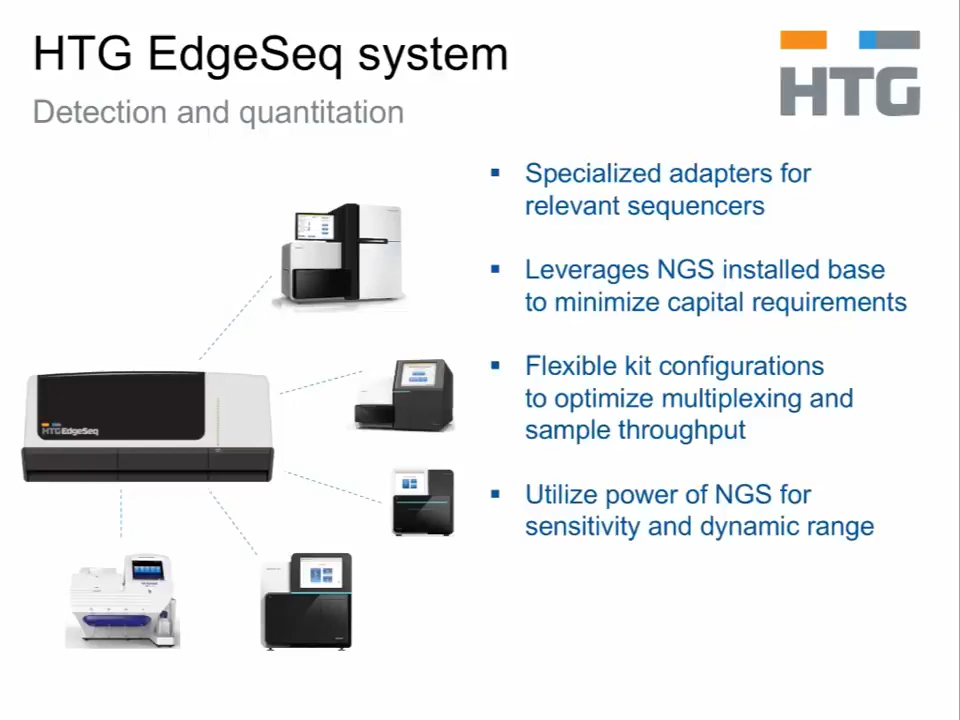 HTG EdgeSeq system
Detection and quantitation
HTG
▪ Specialized adapters for
relevant sequencers
▪ Leverages NGS installed base
to minimize capital requirements
▪ Flexible kit configurations
to optimize multiplexing and
sample throughput
▪ Utilize power of NGS for
sensitivity and dynamic range
HTG EdgeSeq